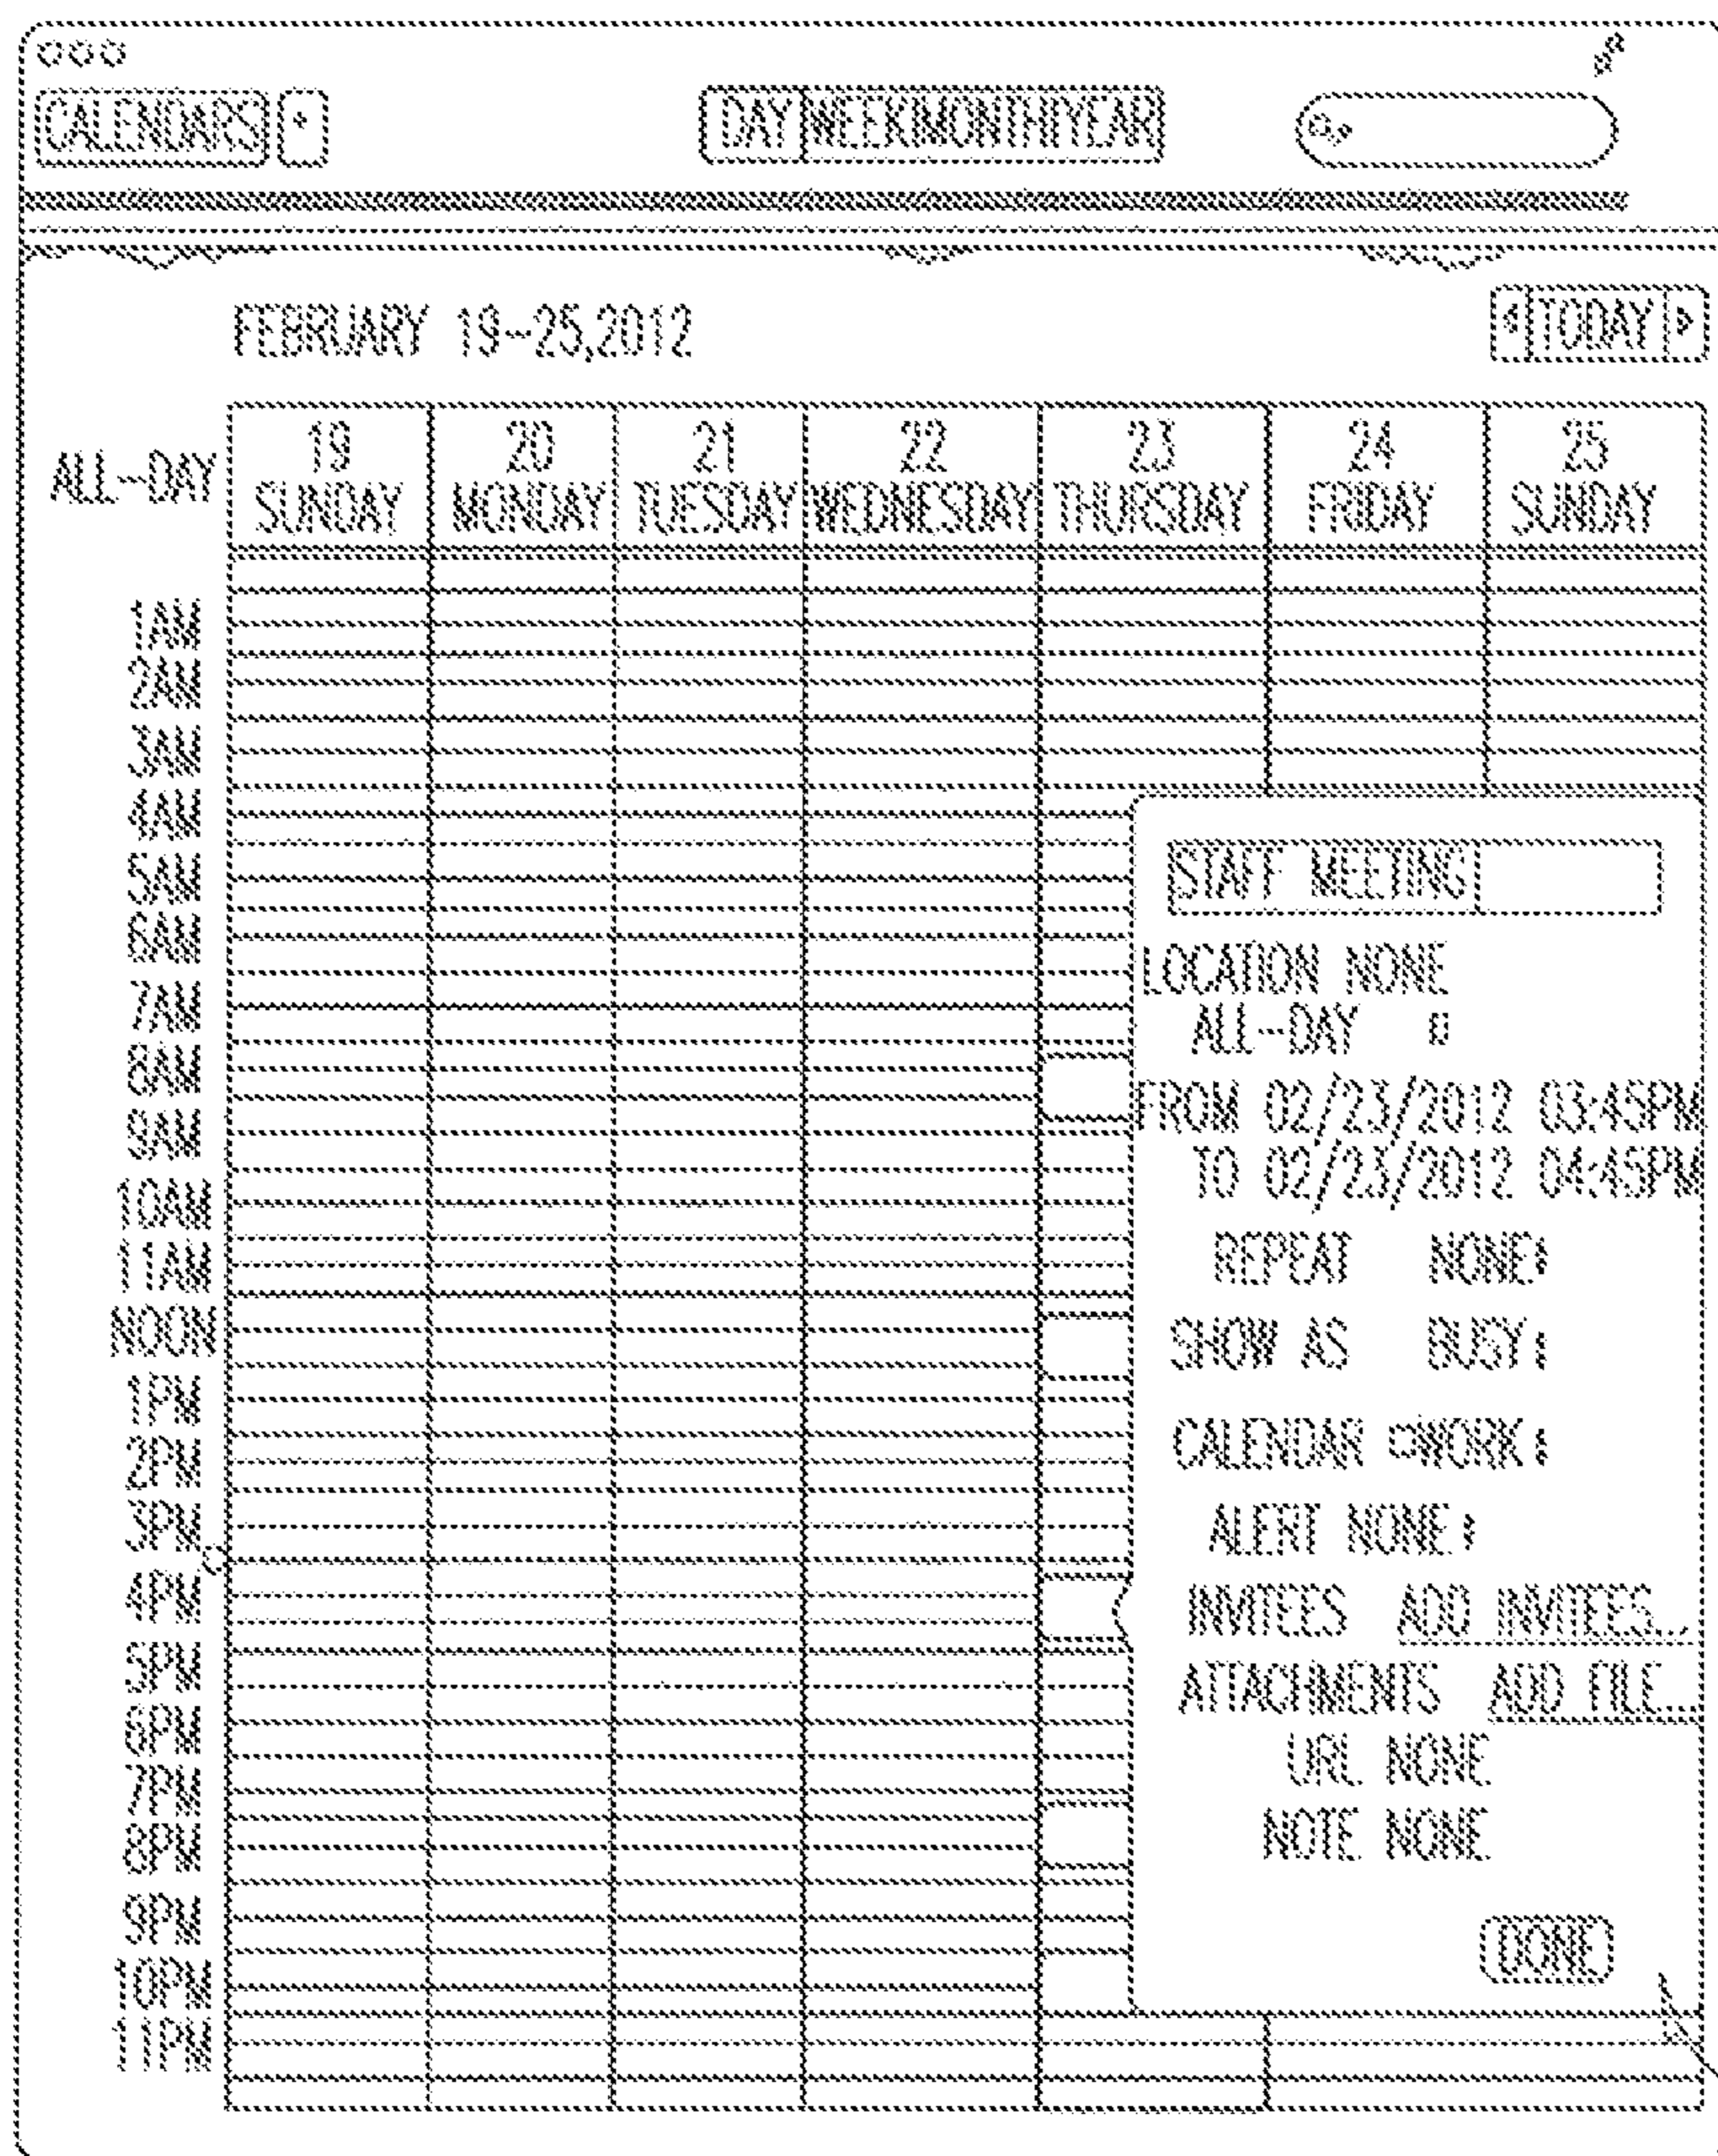 CALENDARS + DAY WEEK MONTH YEAR
FEBRUARY 19-25,2012 TODAY
ALL-DAY
19 20 21 22 23 24 25
SUNDAY MONDAY TUESDAY WEDNESDAY THURSDAY FRIDAY SUNDAY
1AM
2AM
3AM
4AM
5AM
6AM
7AM
8AM
9AM
10AM
11AM
NOON
1PM
2PM
3PM
4PM
5PM
6PM
7PM
8PM
9PM
10PM
11PM
STAFF MEETING
LOCATION NONE
ALL-DAY
FROM 02/23/2012 03:45PM
TO 02/23/2012 04:45PM
REPEAT NONE
SHOW AS BUSY
CALENDAR WORK
ALERT NONE
INVITEES ADD INVITEES...
ATTACHMENTS ADD FILE...
URL NONE
NOTE NONE
DONE